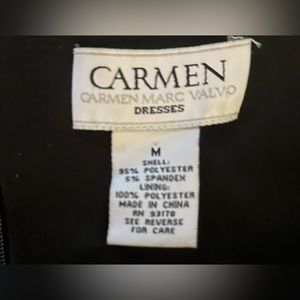 CARMEN
CARMEN MARC VALVO
DRESSES
M
SHELL:
95% POLYESTER
5% SPANDEX
LINING:
100% POLYESTER
MADE IN CHINA
RN 93170
SEE REVERSE
FOR CARE